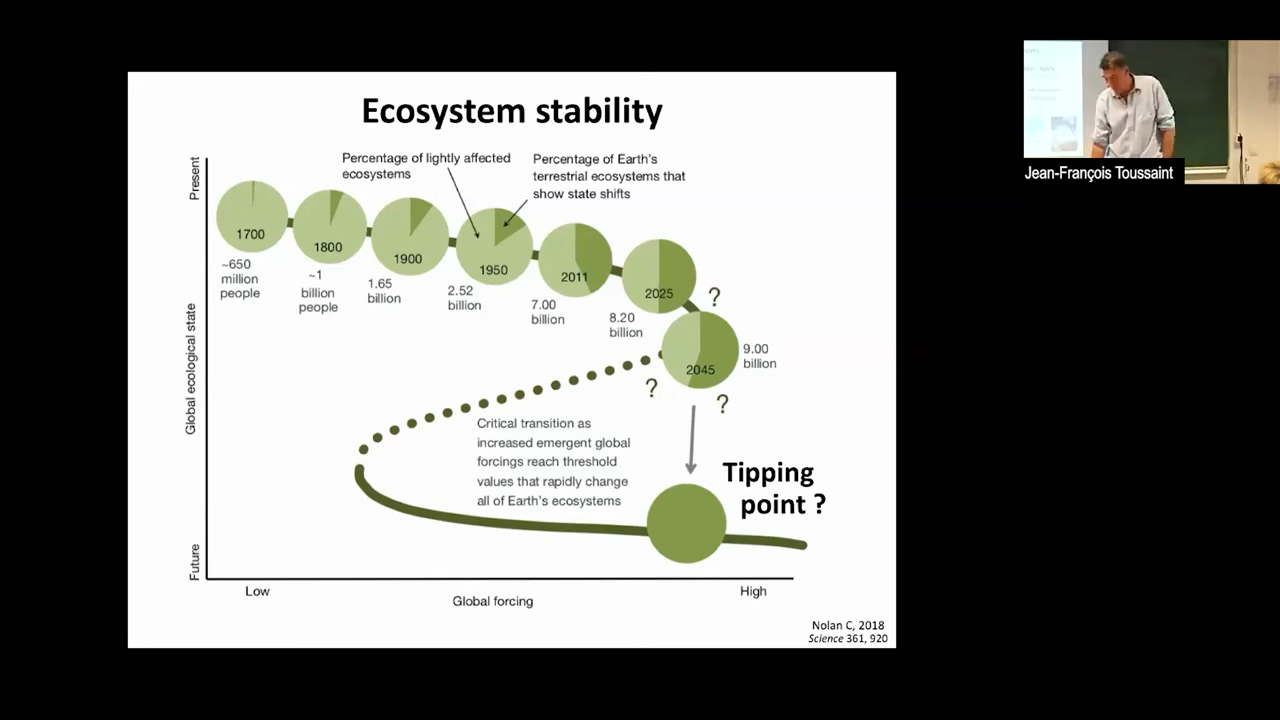 Ecosystem stability
Percentage of lightly affected
ecosystems
Percentage of Earth's
terrestrial ecosystems that
show state shifts
Present
Global ecological state
Future
1700
1800
1900
1950
2011
2025
2045
~650
million
people
~1
billion
people
1.65
billion
2.52
billion
7.00
billion
8.20
billion
9.00
billion
?
?
?
Critical transition as
increased emergent global
forcings reach threshold
values that rapidly change
all of Earth's ecosystems
Tipping
point ?
Low
Global forcing
High
Nolan C, 2018
Science 361, 920
Jean-François Toussaint